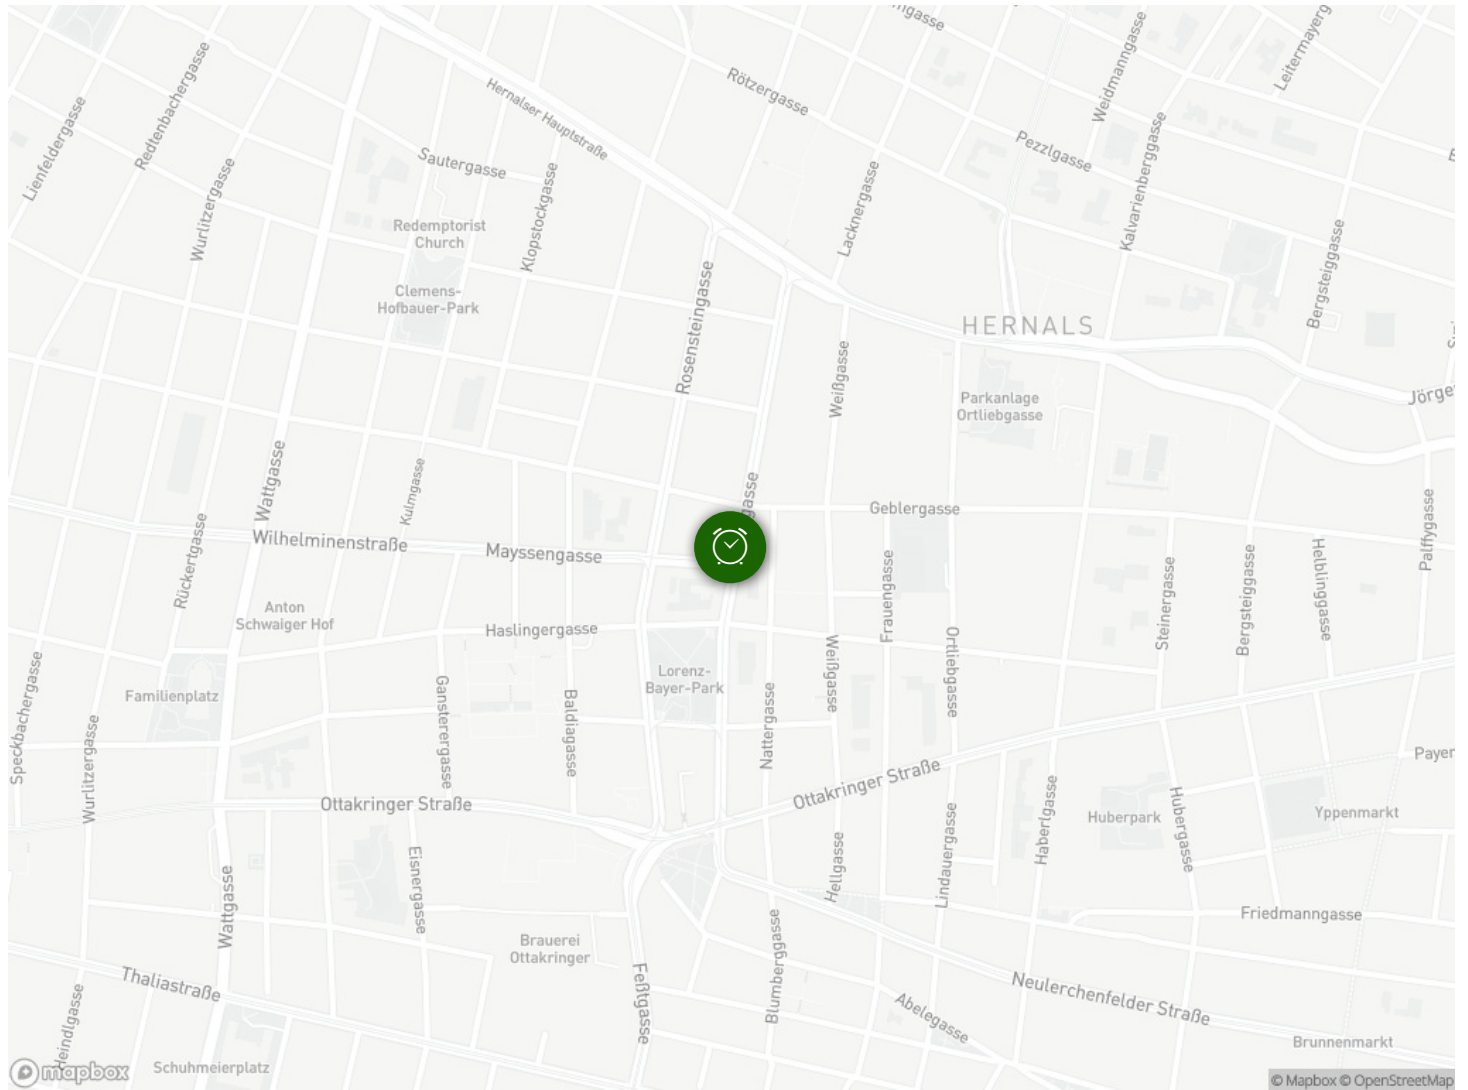 Rötzergasse
Weidmanngasse
Leitermayerg
Redtenbachergasse
Lienfeldergasse
Hernalser Hauptstraße
Pezzlgasse
Sautergasse
Wurlitzergasse
Klopstockgasse
Lacknergasse
Kalvarienberggasse
Redemptorist
Church
Bergsteiggasse
Clemens-
Hofbauer-Park
Rosensteingasse
HERNALS
Weißgasse
Parkanlage
Ortliebgasse
Jörge
Wattgasse
Kulmgasse
gasse
Geblergasse
Palffygasse
Wilhelminenstraße
Mayssengasse
Rückertgasse
Frauengasse
Steinergasse
Bergsteiggasse
Helblinggasse
Anton
Schwaiger Hof
Haslingergasse
Weißgasse
Ortliebgasse
Lorenz-
Bayer-Park
Speckbachergasse
Familienplatz
Gansterergasse
Baldiagasse
Nattergasse
Wurlitzergasse
Payer
Ottakringer Straße
Ottakringer Straße
Haberlgasse
Huberpark
Hubergasse
Yppenmarkt
Eisnergasse
Hellgasse
Lindauergasse
Wattgasse
Friedmanngasse
Brauerei
Ottakringer
Blumberggasse
Thaliastraße
Feßtgasse
Neulerchenfelder Straße
Abelegasse
Heindlgasse
Brunnenmarkt
Schuhmeierplatz
mapbox
© Mapbox © OpenStreetMap